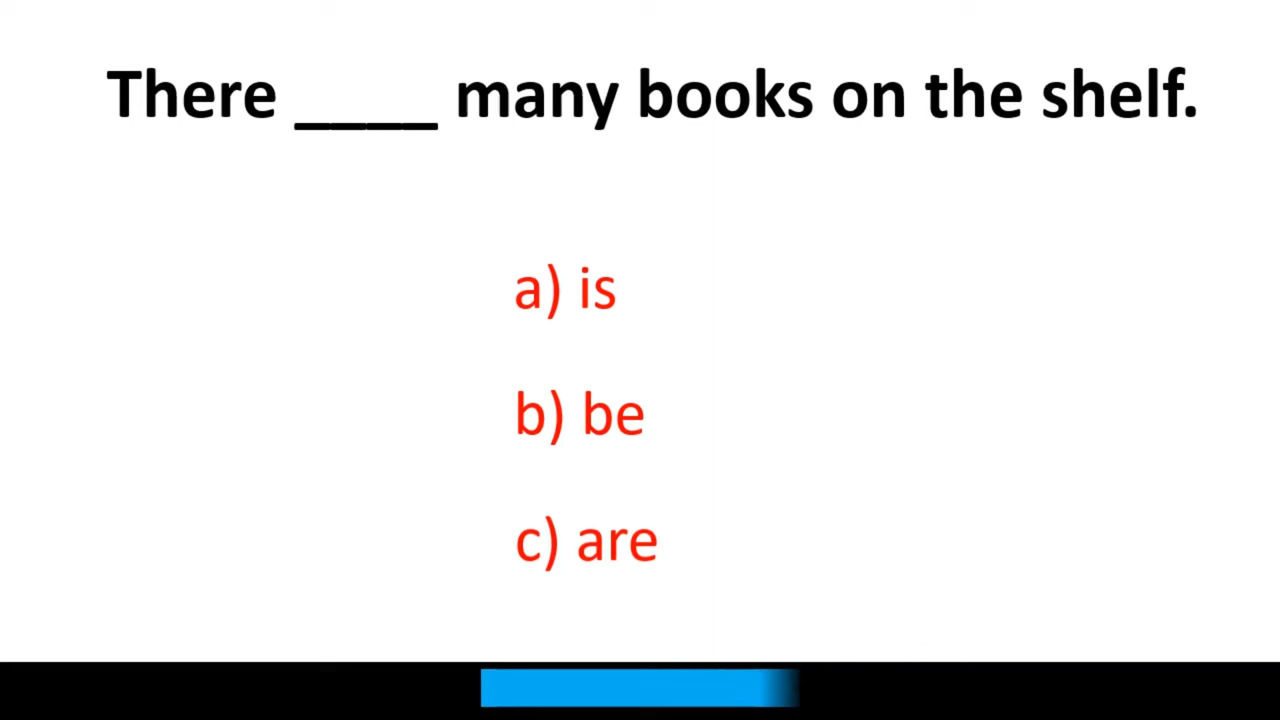 There ____ many books on the shelf.
a) is
b) be
c) are